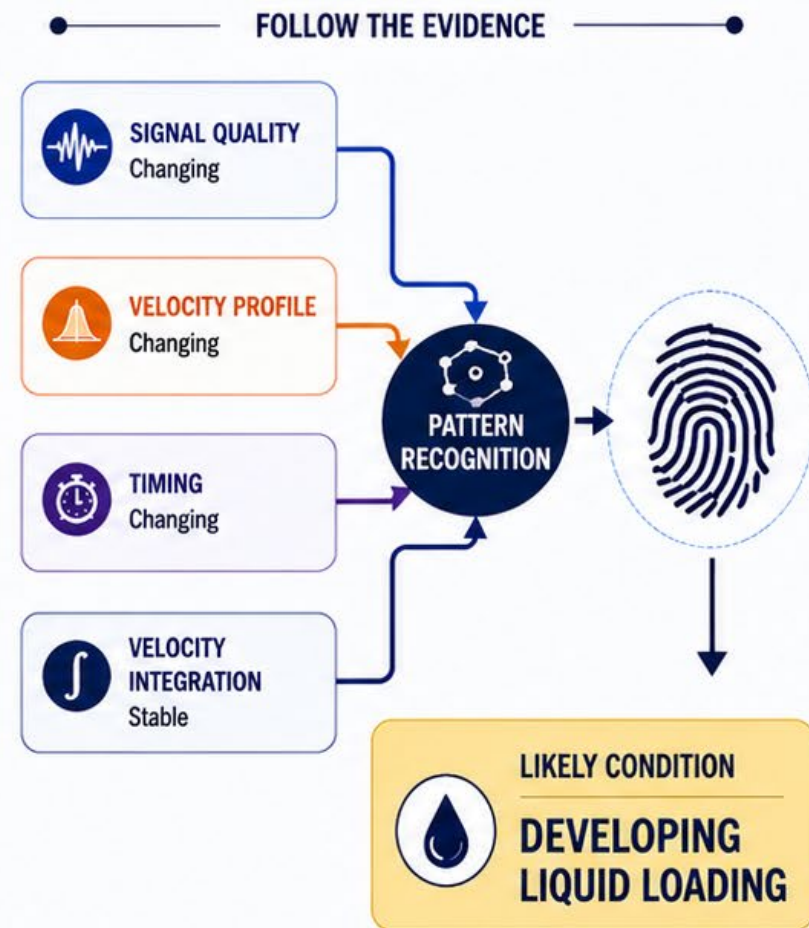 FOLLOW THE EVIDENCE
SIGNAL QUALITY
Changing
VELOCITY PROFILE
Changing
TIMING
Changing
VELOCITY
INTEGRATION
Stable
PATTERN
RECOGNITION
LIKELY CONDITION
DEVELOPING
LIQUID LOADING